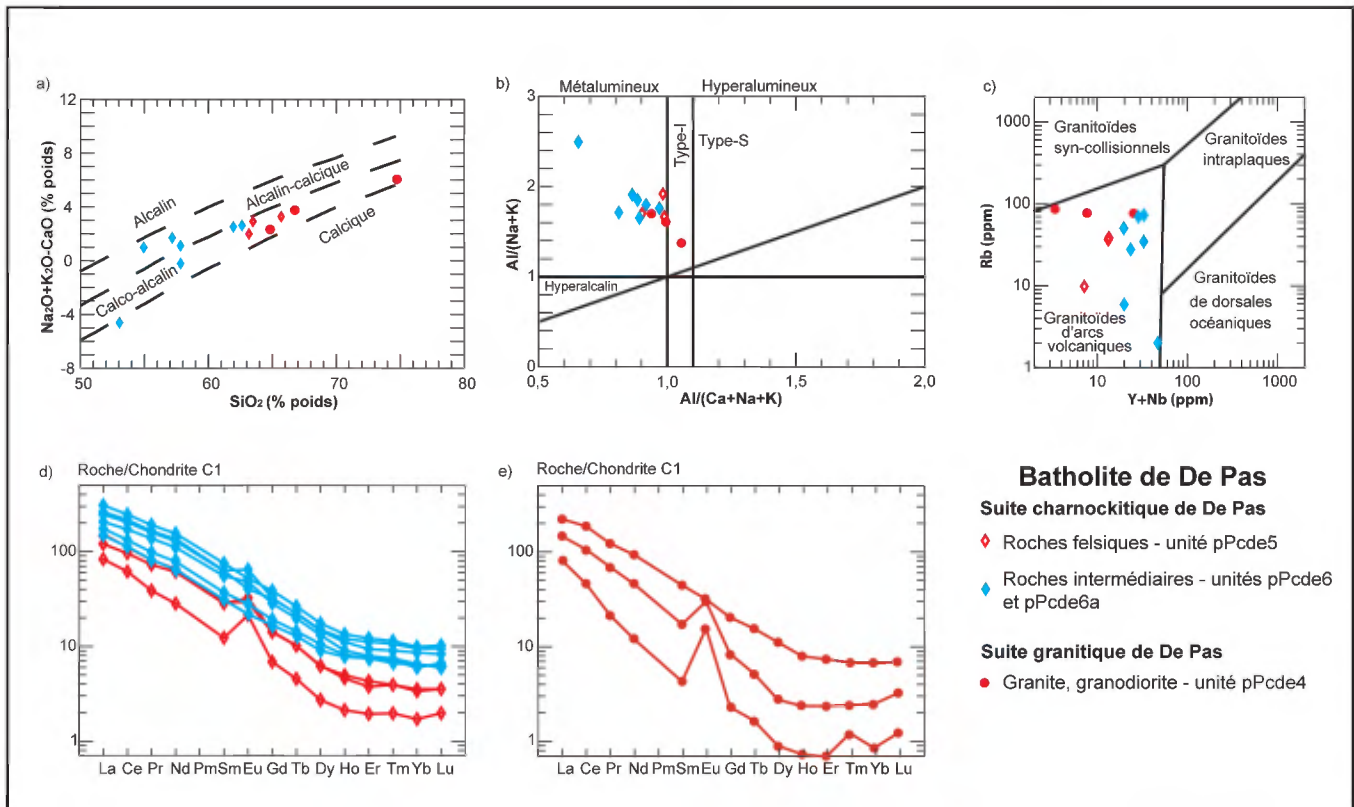 a)
12
8
4
0
-4
-8
50
60
70
80
Na2O+K2O-CaO (% poids)
SiO2 (% poids)
Alcalin
Alcalin-calcique
Calco-alcalin
Calcique
b)
Métalumineux
Hyperalumineux
3
2
1
0
0,5
1,0
1,5
2,0
Al/(Na+K)
Al/(Ca+Na+K)
Type-I
Type-S
Hyperalcalin
c)
1000
100
10
1
10
100
1000
Rb (ppm)
Y+Nb (ppm)
Granitoïdes
syn-collisionnels
Granitoïdes
intraplaques
Granitoïdes
d'arcs
volcaniques
Granitoïdes
de dorsales
océaniques
d)
Roche/Chondrite C1
100
10
1
La Ce Pr Nd PmSm Eu Gd Tb Dy Ho Er Tm Yb Lu
e)
Roche/Chondrite C1
100
10
1
La Ce Pr Nd PmSm Eu Gd Tb Dy Ho Er Tm Yb Lu
Batholite de De Pas
Suite charnockitique de De Pas
Roches felsiques - unité pPcde5
Roches intermédiaires - unités pPcde6
et pPcde6a
Suite granitique de De Pas
Granite, granodiorite - unité pPcde4